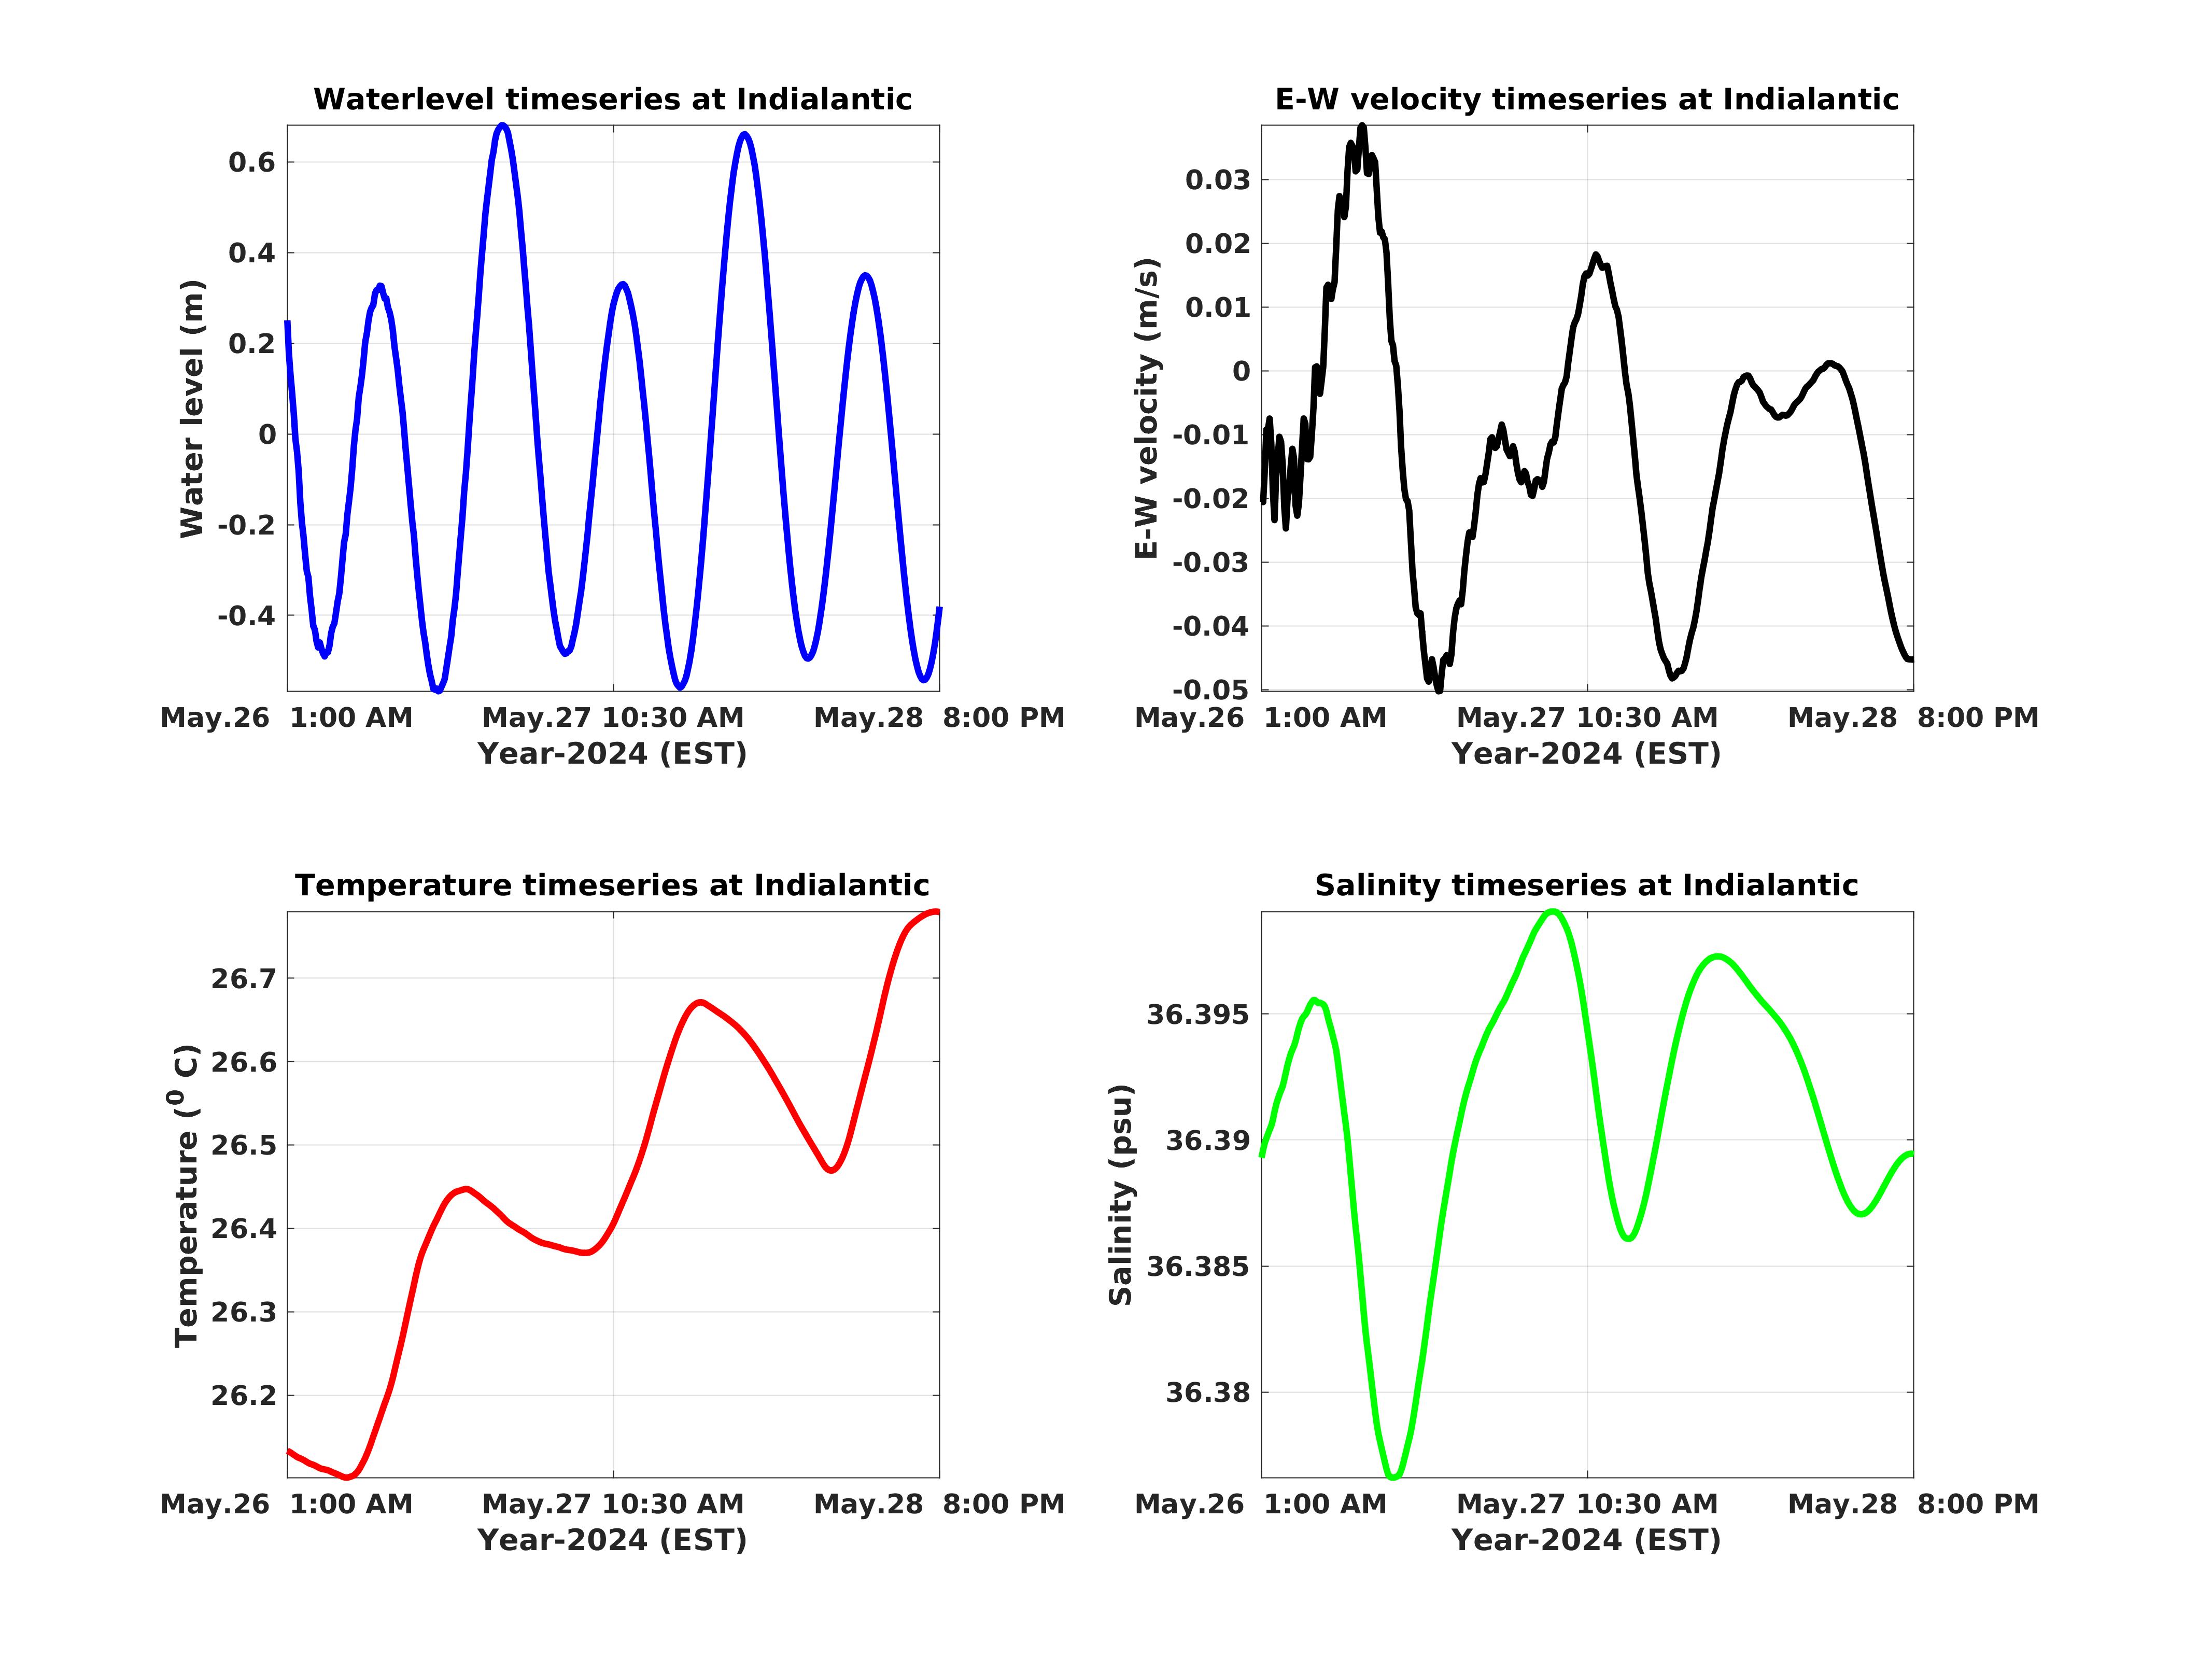 Waterlevel timeseries at Indialantic
Water level (m)
0.6
0.4
0.2
0
-0.2
-0.4
May.26 1:00 AM
May.27 10:30 AM
May.28 8:00 PM
Year-2024 (EST)
E-W velocity timeseries at Indialantic
E-W velocity (m/s)
0.03
0.02
0.01
0
-0.01
-0.02
-0.03
-0.04
-0.05
May.26 1:00 AM
May.27 10:30 AM
May.28 8:00 PM
Year-2024 (EST)
Temperature timeseries at Indialantic
Temperature (⁰ C)
26.7
26.6
26.5
26.4
26.3
26.2
May.26 1:00 AM
May.27 10:30 AM
May.28 8:00 PM
Year-2024 (EST)
Salinity timeseries at Indialantic
Salinity (psu)
36.395
36.39
36.385
36.38
May.26 1:00 AM
May.27 10:30 AM
May.28 8:00 PM
Year-2024 (EST)